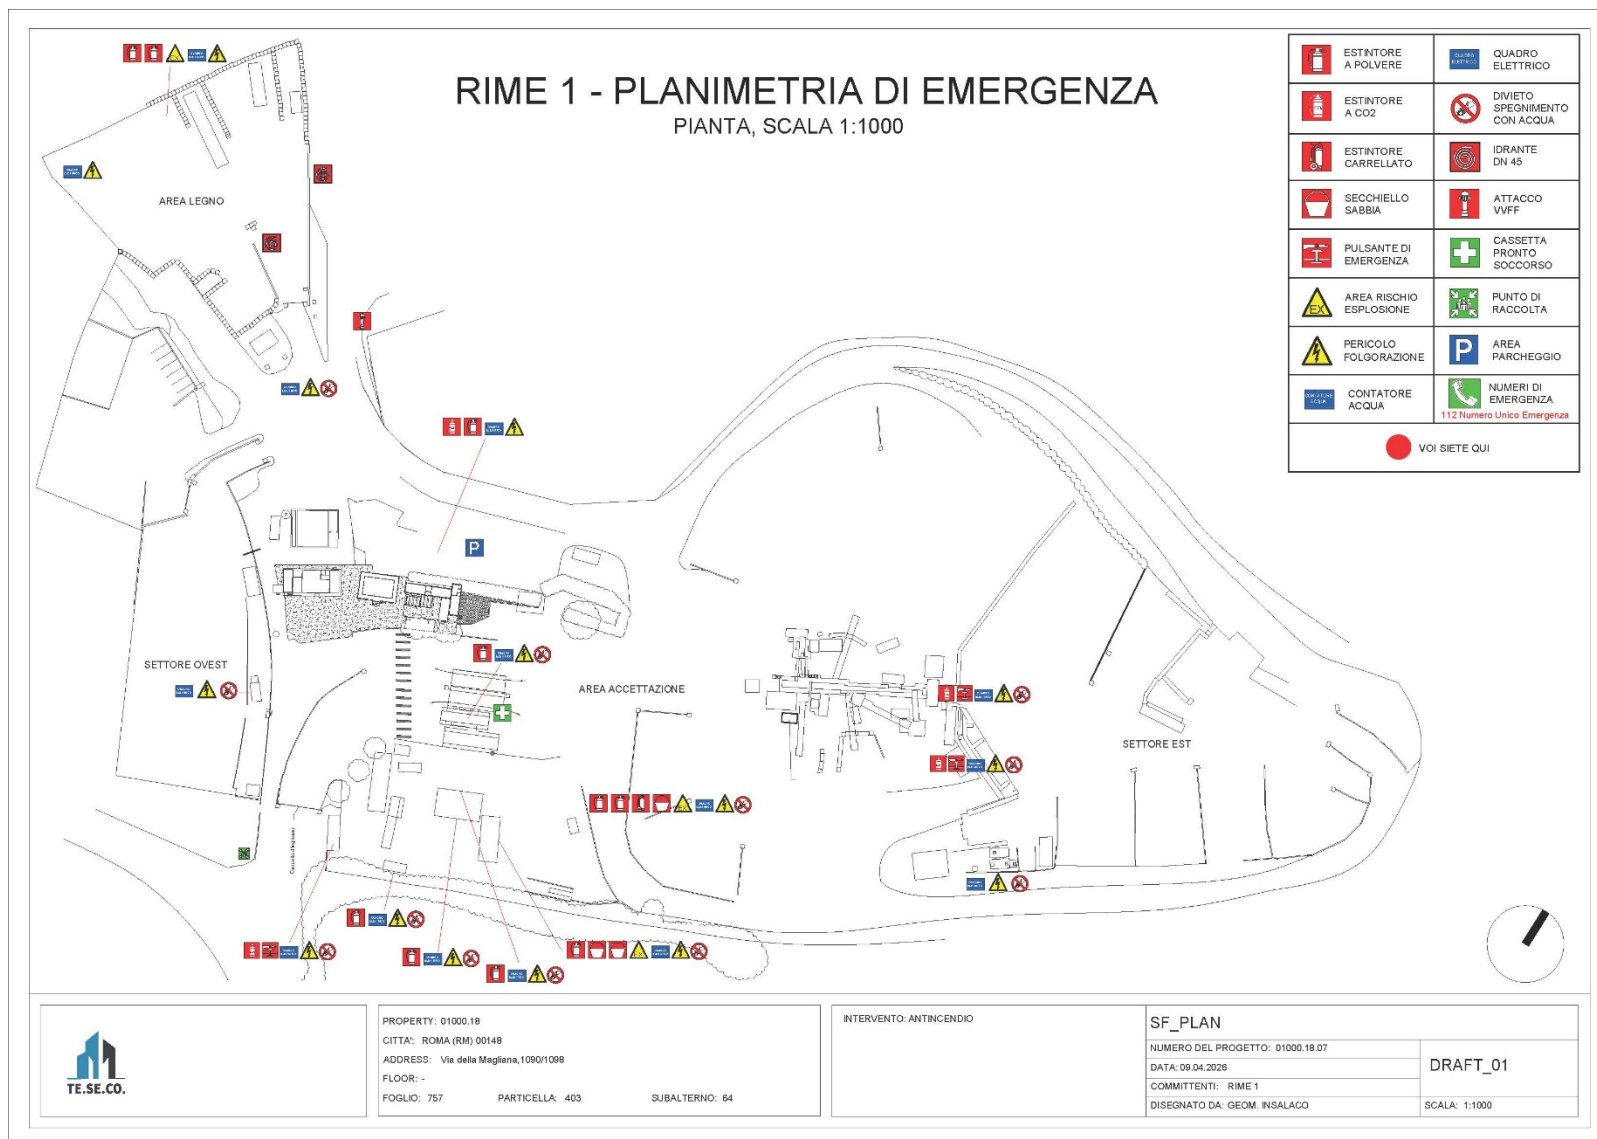 RIME 1 - PLANIMETRIA DI EMERGENZA
PIANTA, SCALA 1:1000
ESTINTORE
A POLVERE
QUADRO
ELETTRICO
QUADRO
ELETTRICO
ESTINTORE
A CO2
DIVIETO
SPEGNIMENTO
CON ACQUA
ESTINTORE
CARRELLATO
IDRANTE
DN 45
SECCHIELLO
SABBIA
ATTACCO
VVFF
PULSANTE DI
EMERGENZA
CASSETTA
PRONTO
SOCCORSO
EX
AREA RISCHIO
ESPLOSIONE
PUNTO DI
RACCOLTA
PERICOLO
FOLGORAZIONE
P
AREA
PARCHEGGIO
CONTATORE
ACQUA
CONTATORE
ACQUA
NUMERI DI
EMERGENZA
112 Numero Unico Emergenza
VOI SIETE QUI
AREA LEGNO
P
SETTORE OVEST
AREA ACCETTAZIONE
SETTORE EST
TE.SE.CO.
PROPERTY: 01000.18
CITTA': ROMA (RM) 00148
ADDRESS: Via della Magliana,1090/1098
FLOOR: -
FOGLIO: 757 PARTICELLA: 403 SUBALTERNO: 64
INTERVENTO: ANTINCENDIO
SF_PLAN
NUMERO DEL PROGETTO: 01000.18.07
DATA: 09.04.2026
COMMITTENTI: RIME 1
DISEGNATO DA: GEOM. INSALACO
DRAFT_01
SCALA: 1:1000